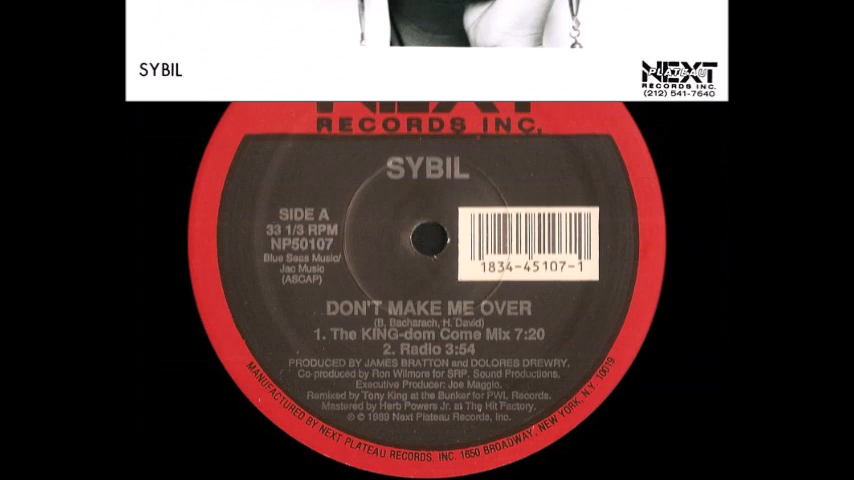 SYBIL
NEXT
PLATEAU
RECORDS INC.
(212) 541-7640
NEXT
RECORDS INC.
SYBIL
SIDE A
33 1/3 RPM
NP50107
Blue Seas Music/
Jac Music
(ASCAP)
1834-45107-1
DON'T MAKE ME OVER
(B. Bacharach, H. David)
1. The KING-dom Come Mix 7:20
2. Radio 3:54
PRODUCED BY JAMES BRATTON and DOLORES DREWRY.
Co-produced by Ron Wilmore for SRP. Sound Productions.
Executive Producer: Joe Maggio.
Remixed by Tony King at the Bunker for PWL Records.
Mastered by Herb Powers Jr. at The Hit Factory.
℗ © 1989 Next Plateau Records, Inc.
MANUFACTURED BY NEXT PLATEAU RECORDS, INC. 1650 BROADWAY, NEW YORK, N.Y. 10019